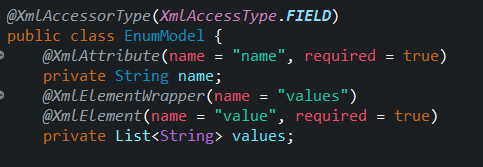 @XmlAccessorType(XmlAccessType.FIELD)
public class EnumModel {
@XmlAttribute(name = "name", required = true)
private String name;
@XmlElementWrapper(name = "values")
@XmlElement(name = "value", required = true)
private List<String> values;